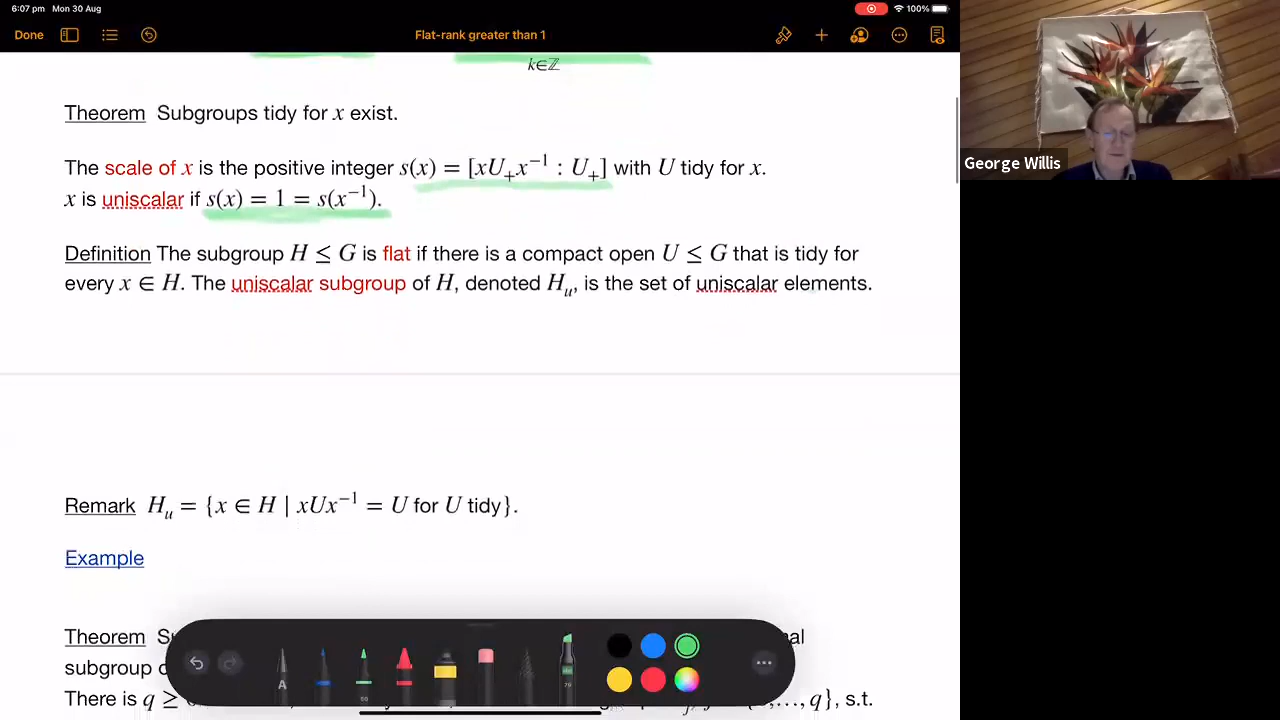 6:07 pm Mon 30 Aug
100%
Done
Flat-rank greater than 1
k∈ℤ
Theorem Subgroups tidy for x exist.
The scale of x is the positive integer s(x) = [xU₊x⁻¹ : U₊] with U tidy for x.
x is uniscalar if s(x) = 1 = s(x⁻¹).
Definition The subgroup H ≤ G is flat if there is a compact open U ≤ G that is tidy for
every x ∈ H. The uniscalar subgroup of H, denoted Hᵤ, is the set of uniscalar elements.
Remark Hᵤ = {x ∈ H | xUx⁻¹ = U for U tidy}.
Example
Theorem
subgroup
There is q ≥ ,…, q}, s.t.
A
79
George Willis